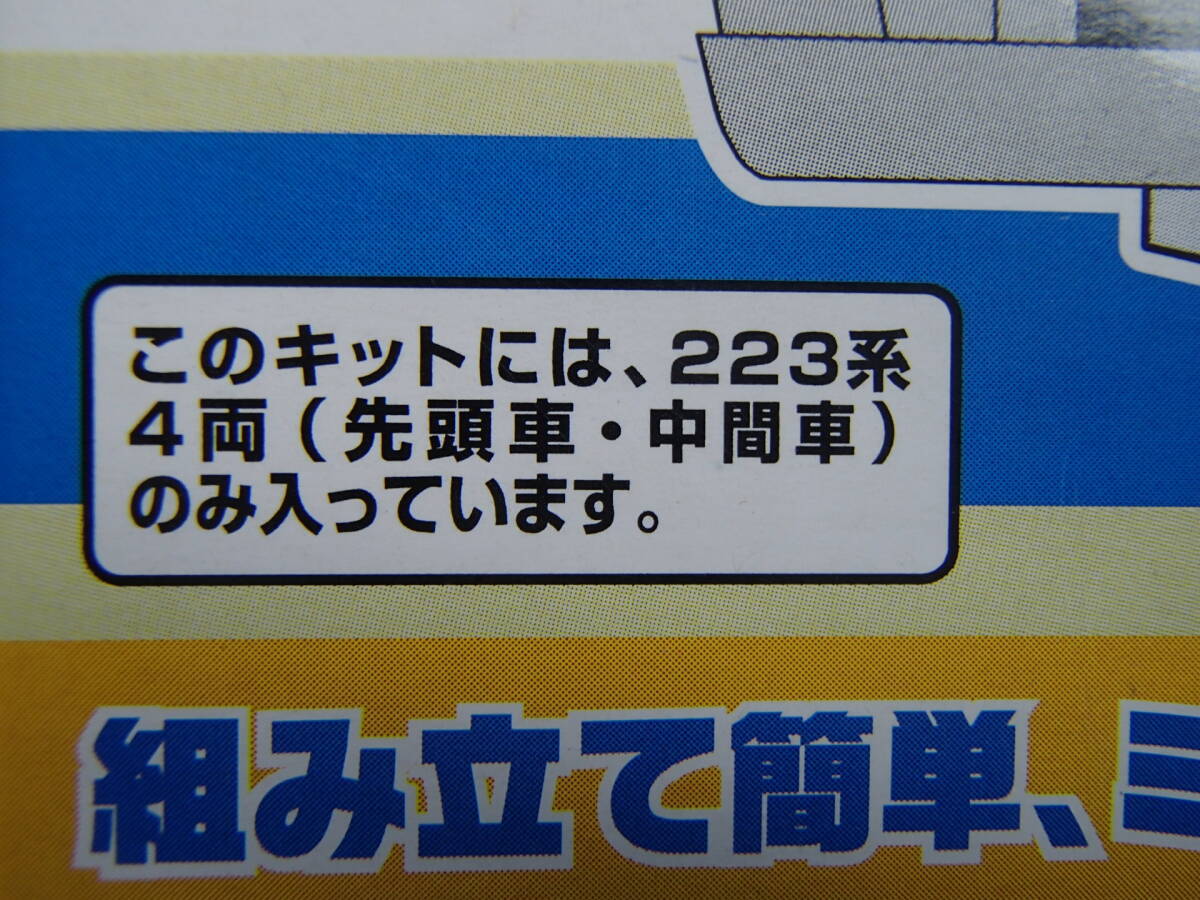 このキットには、223系
4両(先頭車・中間車)
のみ入っています。
組み立て簡単、ミ